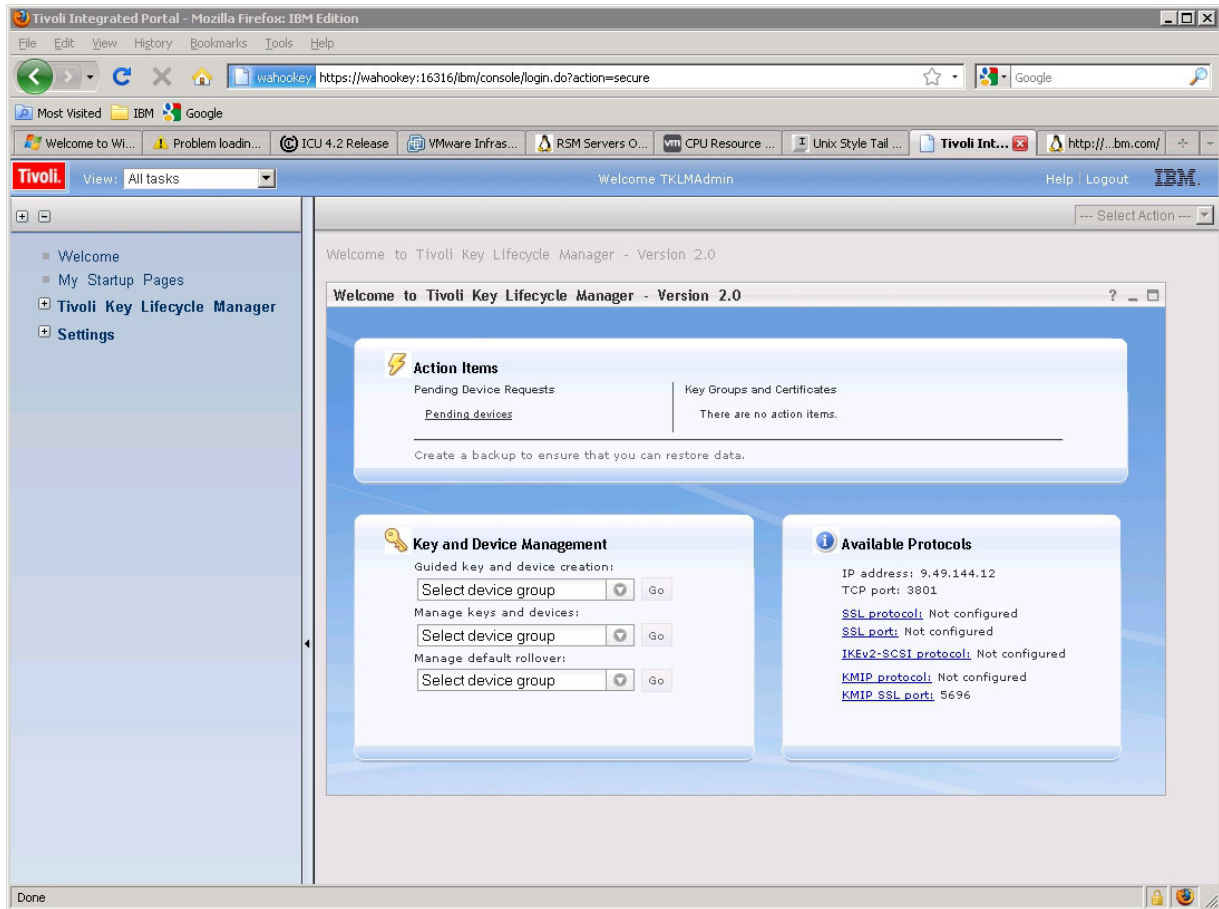 Tivoli Integrated Portal - Mozilla Firefox: IBM Edition
File Edit View History Bookmarks Tools Help
wahookey https://wahookey:16316/ibm/console/login.do?action=secure Google
Most Visited IBM Google
Welcome to Wi... Problem loadin... ICU 4.2 Release VMware Infras... RSM Servers O... CPU Resource ... Unix Style Tail ... Tivoli Int... http://...bm.com/
Tivoli. View: All tasks Welcome TKLMAdmin Help Logout IBM.
--- Select Action ---
Welcome
My Startup Pages
Tivoli Key Lifecycle Manager
Settings
Welcome to Tivoli Key Lifecycle Manager - Version 2.0
Welcome to Tivoli Key Lifecycle Manager - Version 2.0 ?
Action Items
Pending Device Requests
Pending devices
Key Groups and Certificates
There are no action items.
Create a backup to ensure that you can restore data.
Key and Device Management
Guided key and device creation:
Select device group Go
Manage keys and devices:
Select device group Go
Manage default rollover:
Select device group Go
Available Protocols
IP address: 9.49.144.12
TCP port: 3801
SSL protocol: Not configured
SSL port: Not configured
IKEv2-SCSI protocol: Not configured
KMIP protocol: Not configured
KMIP SSL port: 5696
Done